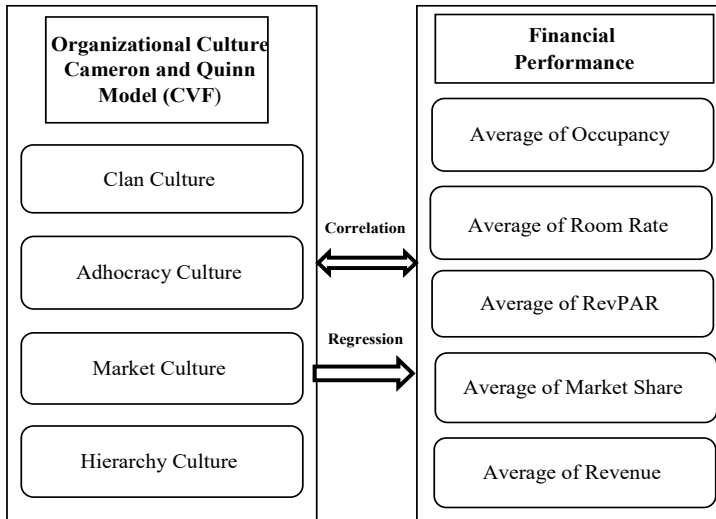 Organizational Culture
Cameron and Quinn
Model (CVF)
Clan Culture
Adhocracy Culture
Market Culture
Hierarchy Culture
Correlation
Regression
Financial
Performance
Average of Occupancy
Average of Room Rate
Average of RevPAR
Average of Market Share
Average of Revenue